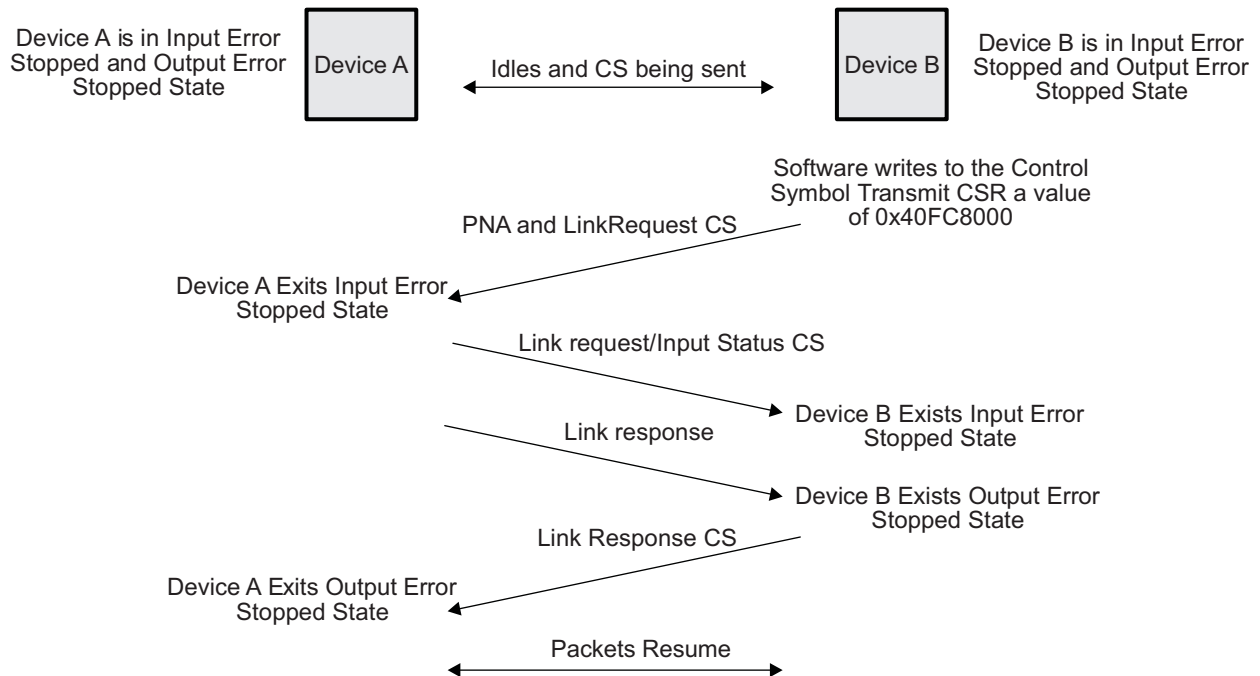 Device A is in Input Error
Stopped and Output Error
Stopped State
Device A
Idles and CS being sent
Device B
Device B is in Input Error
Stopped and Output Error
Stopped State
Software writes to the Control
Symbol Transmit CSR a value
of 0x40FC8000
PNA and LinkRequest CS
Device A Exits Input Error
Stopped State
Link request/Input Status CS
Device B Exists Input Error
Stopped State
Link response
Device B Exists Output Error
Stopped State
Link Response CS
Device A Exits Output Error
Stopped State
Packets Resume